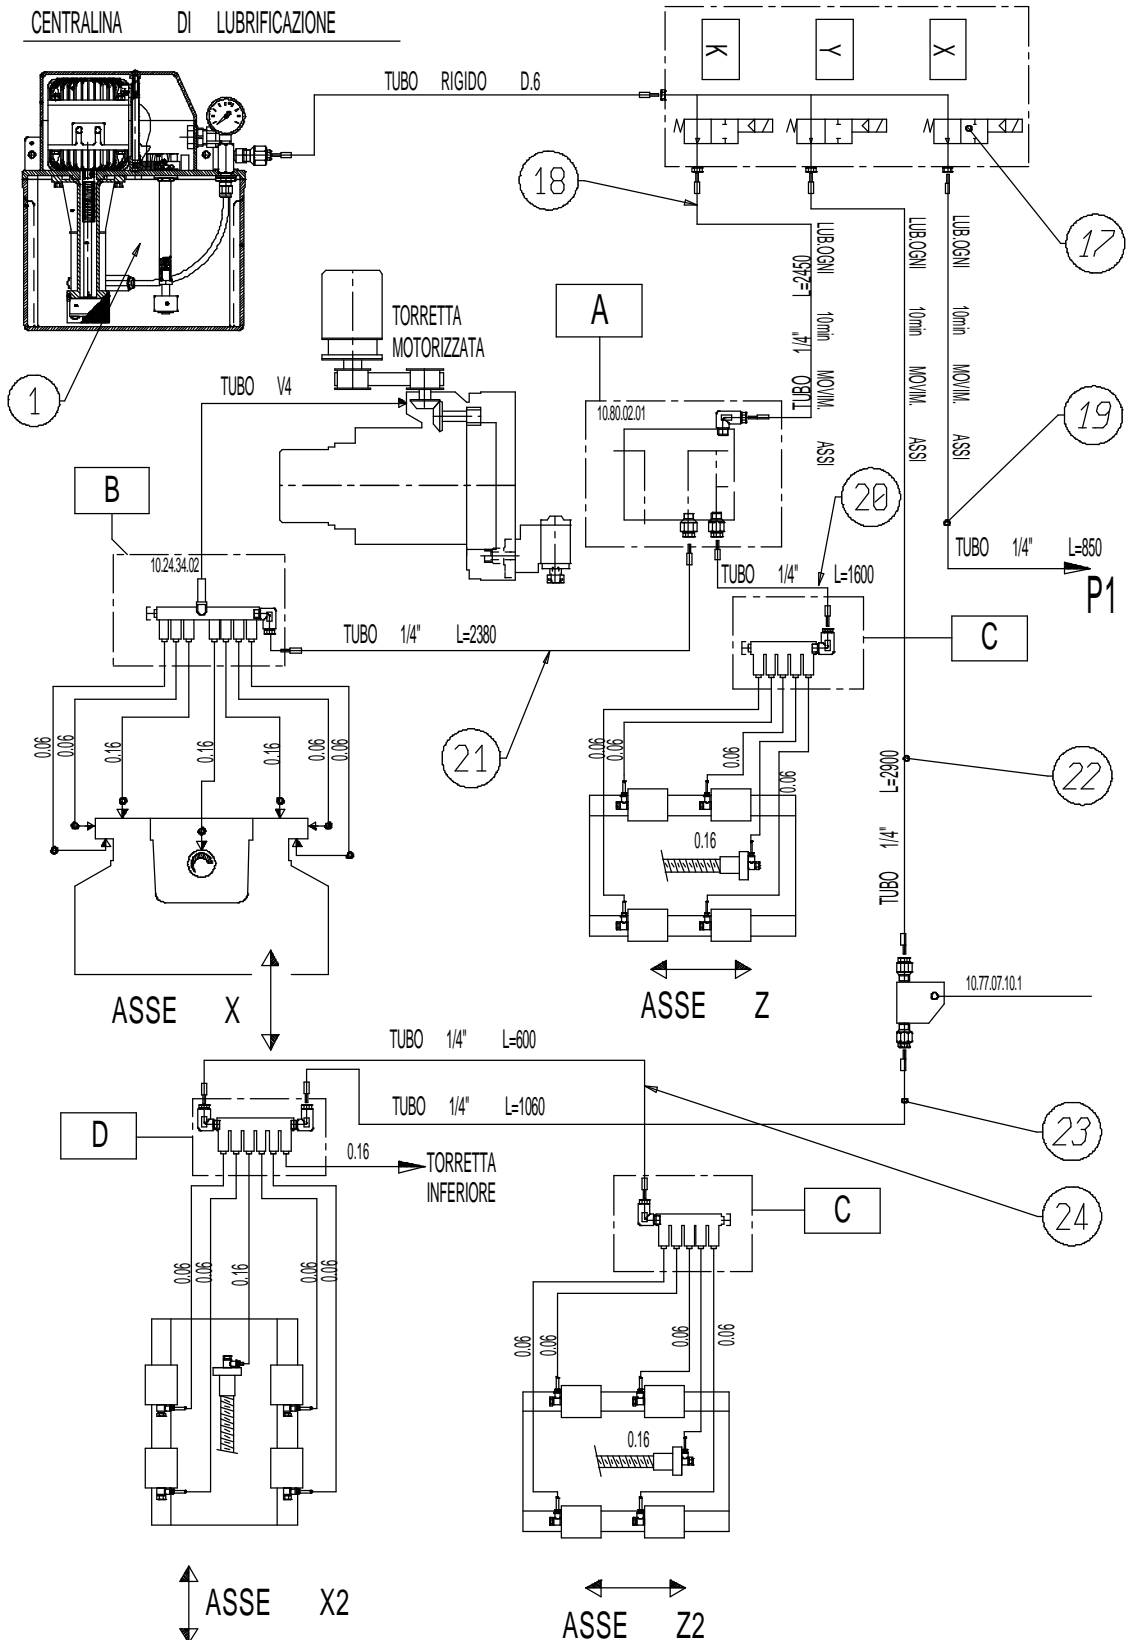 CENTRALINA DI LUBRIFICAZIONE
TUBO RIGIDO D.6
K
Y
X
18
17
1
TORRETTA
MOTORIZZATA
TUBO V4
A
10.80.02.01
TUBO 1/4" L=2450
LUB.OGNI 10min MOVIM. ASSI
LUB.OGNI 10min MOVIM. ASSI
LUB.OGNI 10min MOVIM. ASSI
19
B
10.24.34.02
20
TUBO 1/4" L=850
P1
TUBO 1/4" L=1600
TUBO 1/4" L=2380
C
21
22
0.06
0.06
0.16
0.16
0.16
0.06
0.06
0.06
0.06
0.06
0.06
0.16
TUBO 1/4" L=2900
ASSE X
ASSE Z
10.77.07.10.1
TUBO 1/4" L=600
TUBO 1/4" L=1060
D
23
0.16
TORRETTA
INFERIORE
C
24
0.06
0.06
0.16
0.06
0.06
0.06
0.06
0.06
0.06
0.16
ASSE X2
ASSE Z2